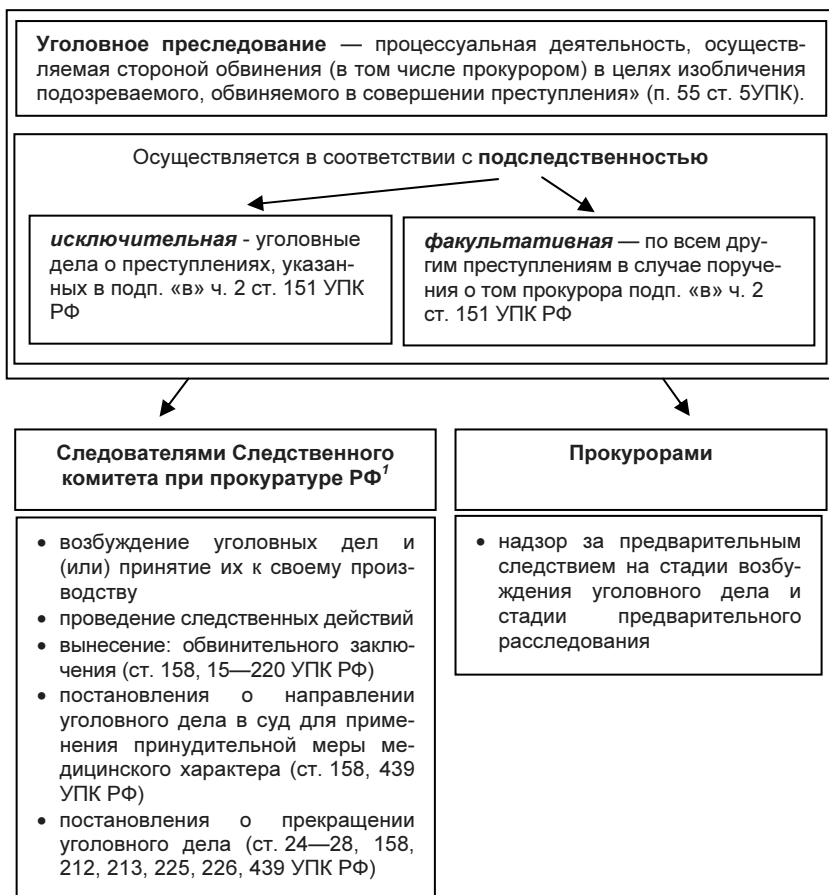 Уголовное преследование — процессуальная деятельность, осуществ-
ляемая стороной обвинения (в том числе прокурором) в целях изобличения
подозреваемого, обвиняемого в совершении преступления» (п. 55 ст. 5УПК).
Осуществляется в соответствии с подследственностью
исключительная - уголовные
дела о преступлениях, указан-
ных в подп. «в» ч. 2 ст. 151 УПК
РФ
факультативная — по всем дру-
гим преступлениям в случае поруче-
ния о том прокурора подп. «в» ч. 2
ст. 151 УПК РФ
Следователями Следственного
комитета при прокуратуре РФ1
• возбуждение уголовных дел и
(или) принятие их к своему произ-
водству
• проведение следственных действий
• вынесение: обвинительного заклю-
чения (ст. 158, 15—220 УПК РФ)
• постановления о направлении
уголовного дела в суд для приме-
нения принудительной меры ме-
дицинского характера (ст. 158, 439
УПК РФ)
• постановления о прекращении
уголовного дела (ст. 24—28, 158,
212, 213, 225, 226, 439 УПК РФ)
Прокурорами
• надзор за предварительным
следствием на стадии возбу-
ждения уголовного дела и
стадии предварительного
расследования